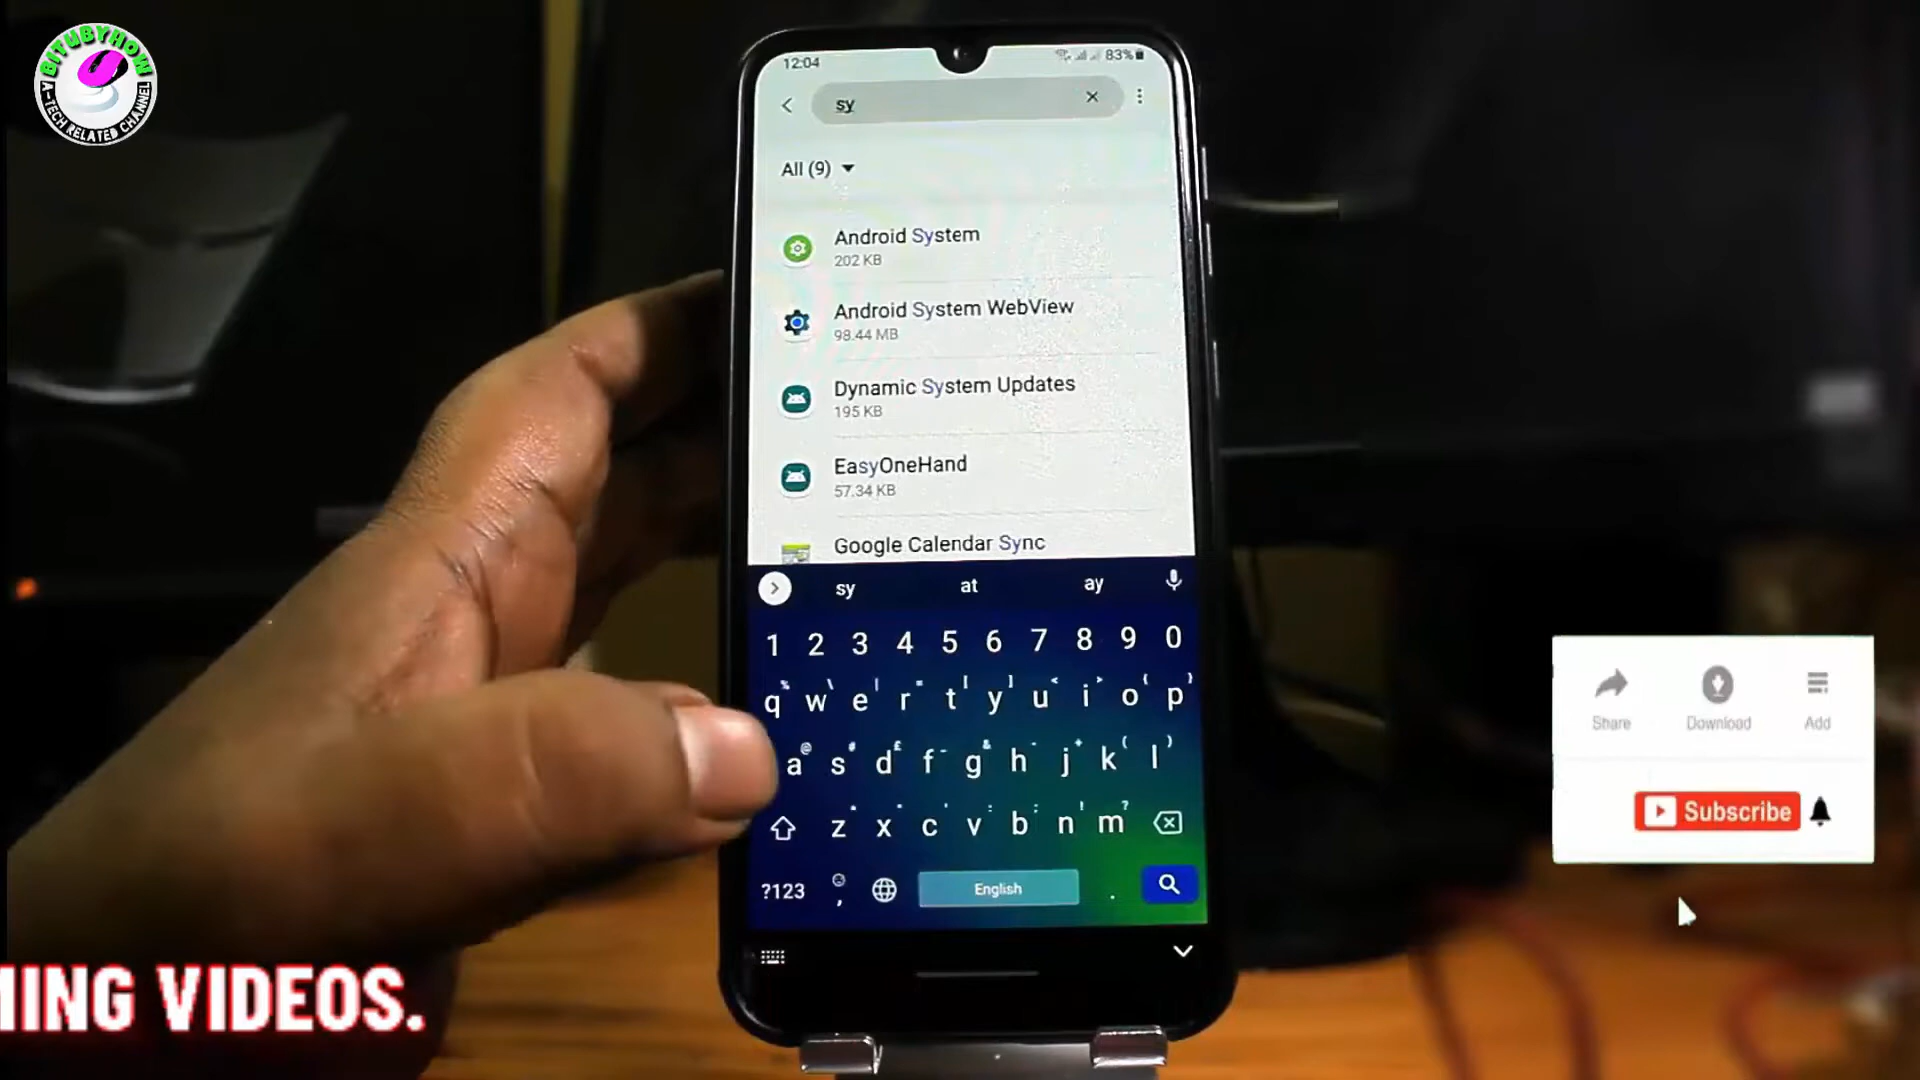 BITUBYHOW
A-TECH RELATED CHANNEL
12:04
83%
sy
All (9)
Android System
202 KB
Android System WebView
98.44 MB
Dynamic System Updates
195 KB
EasyOneHand
57.34 KB
Google Calendar Sync
sy at ay
1 2 3 4 5 6 7 8 9 0
q w e r t y u i o p
a s d f g h j k l
z x c v b n m
?123 , English .
Share Download Add
Subscribe
MING VIDEOS.